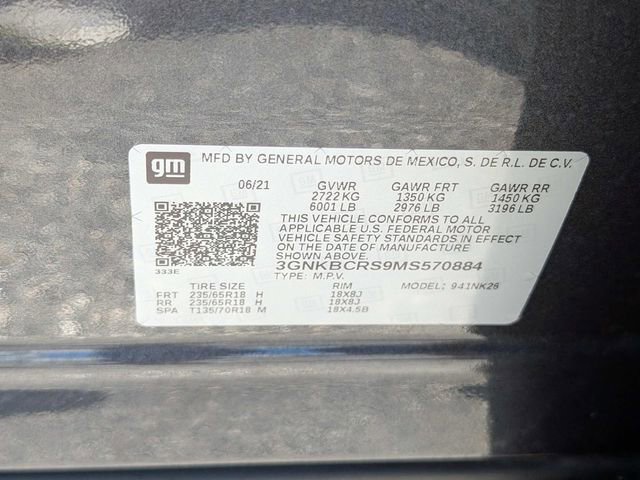 gm MFD BY GENERAL MOTORS DE MEXICO, S. DE R.L. DE C.V.
06/21 GVWR GAWR FRT GAWR RR
2722 KG 1350 KG 1450 KG
6001 LB 2976 LB 3196LB
THIS VEHICLE CONFORMS TO ALL
APPLICABLE U.S. FEDERAL MOTOR
VEHICLE SAFETY STANDARDS IN EFFECT
ON THE DATE OF MANUFACTURE
SHOWN ABOVE.
333E 3GNKBCRS9MS570884
TYPE: M.P.V. MODEL: 941NK26
TIRE SIZE RIM
FRT 235/65R18 H 18X8J
RR 235/65R18 H 18X8J
SPA T135/70R18 M 18X4.5B